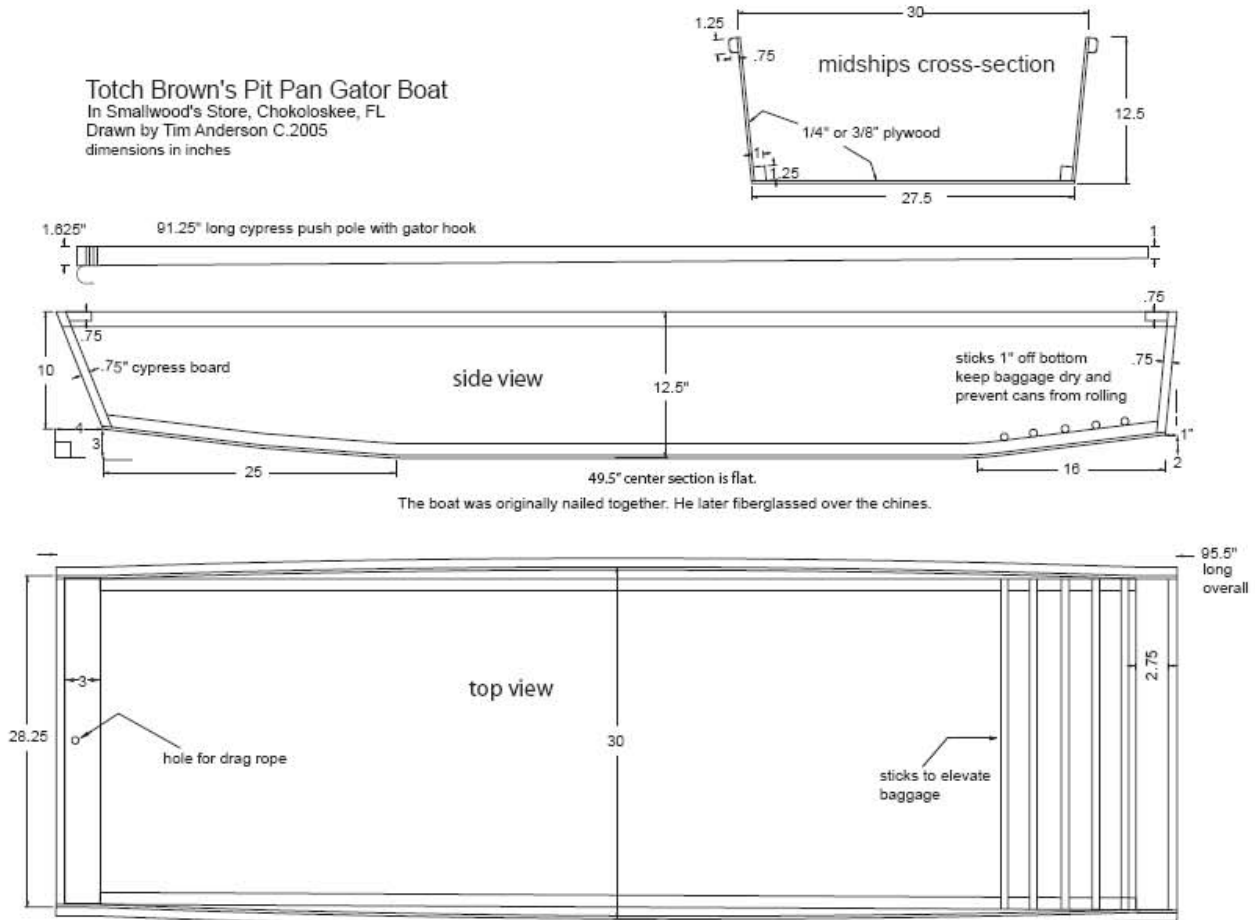 Totch Brown's Pit Pan Gator Boat
In Smallwood's Store, Chokoloskee, FL
Drawn by Tim Anderson C.2005
dimensions in inches
30
1.25
1
.75
midships cross-section
12.5
1/4" or 3/8" plywood
1
1.25
27.5
1.625"
91.25" long cypress push pole with gator hook
1
.75
.75
10
.75" cypress board
side view
12.5"
sticks 1" off bottom
keep baggage dry and
prevent cans from rolling
.75
4
3
25
49.5" center section is flat.
16
1"
2
The boat was originally nailed together. He later fiberglassed over the chines.
95.5"
long
overall
3
28.25
hole for drag rope
top view
30
sticks to elevate
baggage
2.75